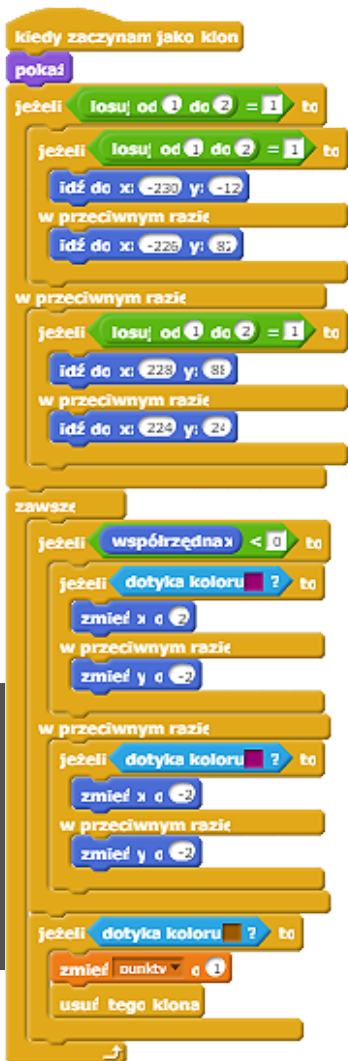 kiedy zaczynam jako klon
pokaż
jeżeli losuj od 1 do 2 = 1 to
jeżeli losuj od 1 do 2 = 1 to
idź do x: -230 y: -12
w przeciwnym razie
idź do x: -226 y: 82
w przeciwnym razie
jeżeli losuj od 1 do 2 = 1 to
idź do x: 228 y: 88
w przeciwnym razie
idź do x: 224 y: 24
zawsze
jeżeli współrzędna x < 0 to
jeżeli dotyka koloru ? to
zmień x o 2
w przeciwnym razie
zmień y o -2
w przeciwnym razie
jeżeli dotyka koloru ? to
zmień x o -2
w przeciwnym razie
zmień y o -2
jeżeli dotyka koloru ? to
zmień punkty o 1
usuń tego klona